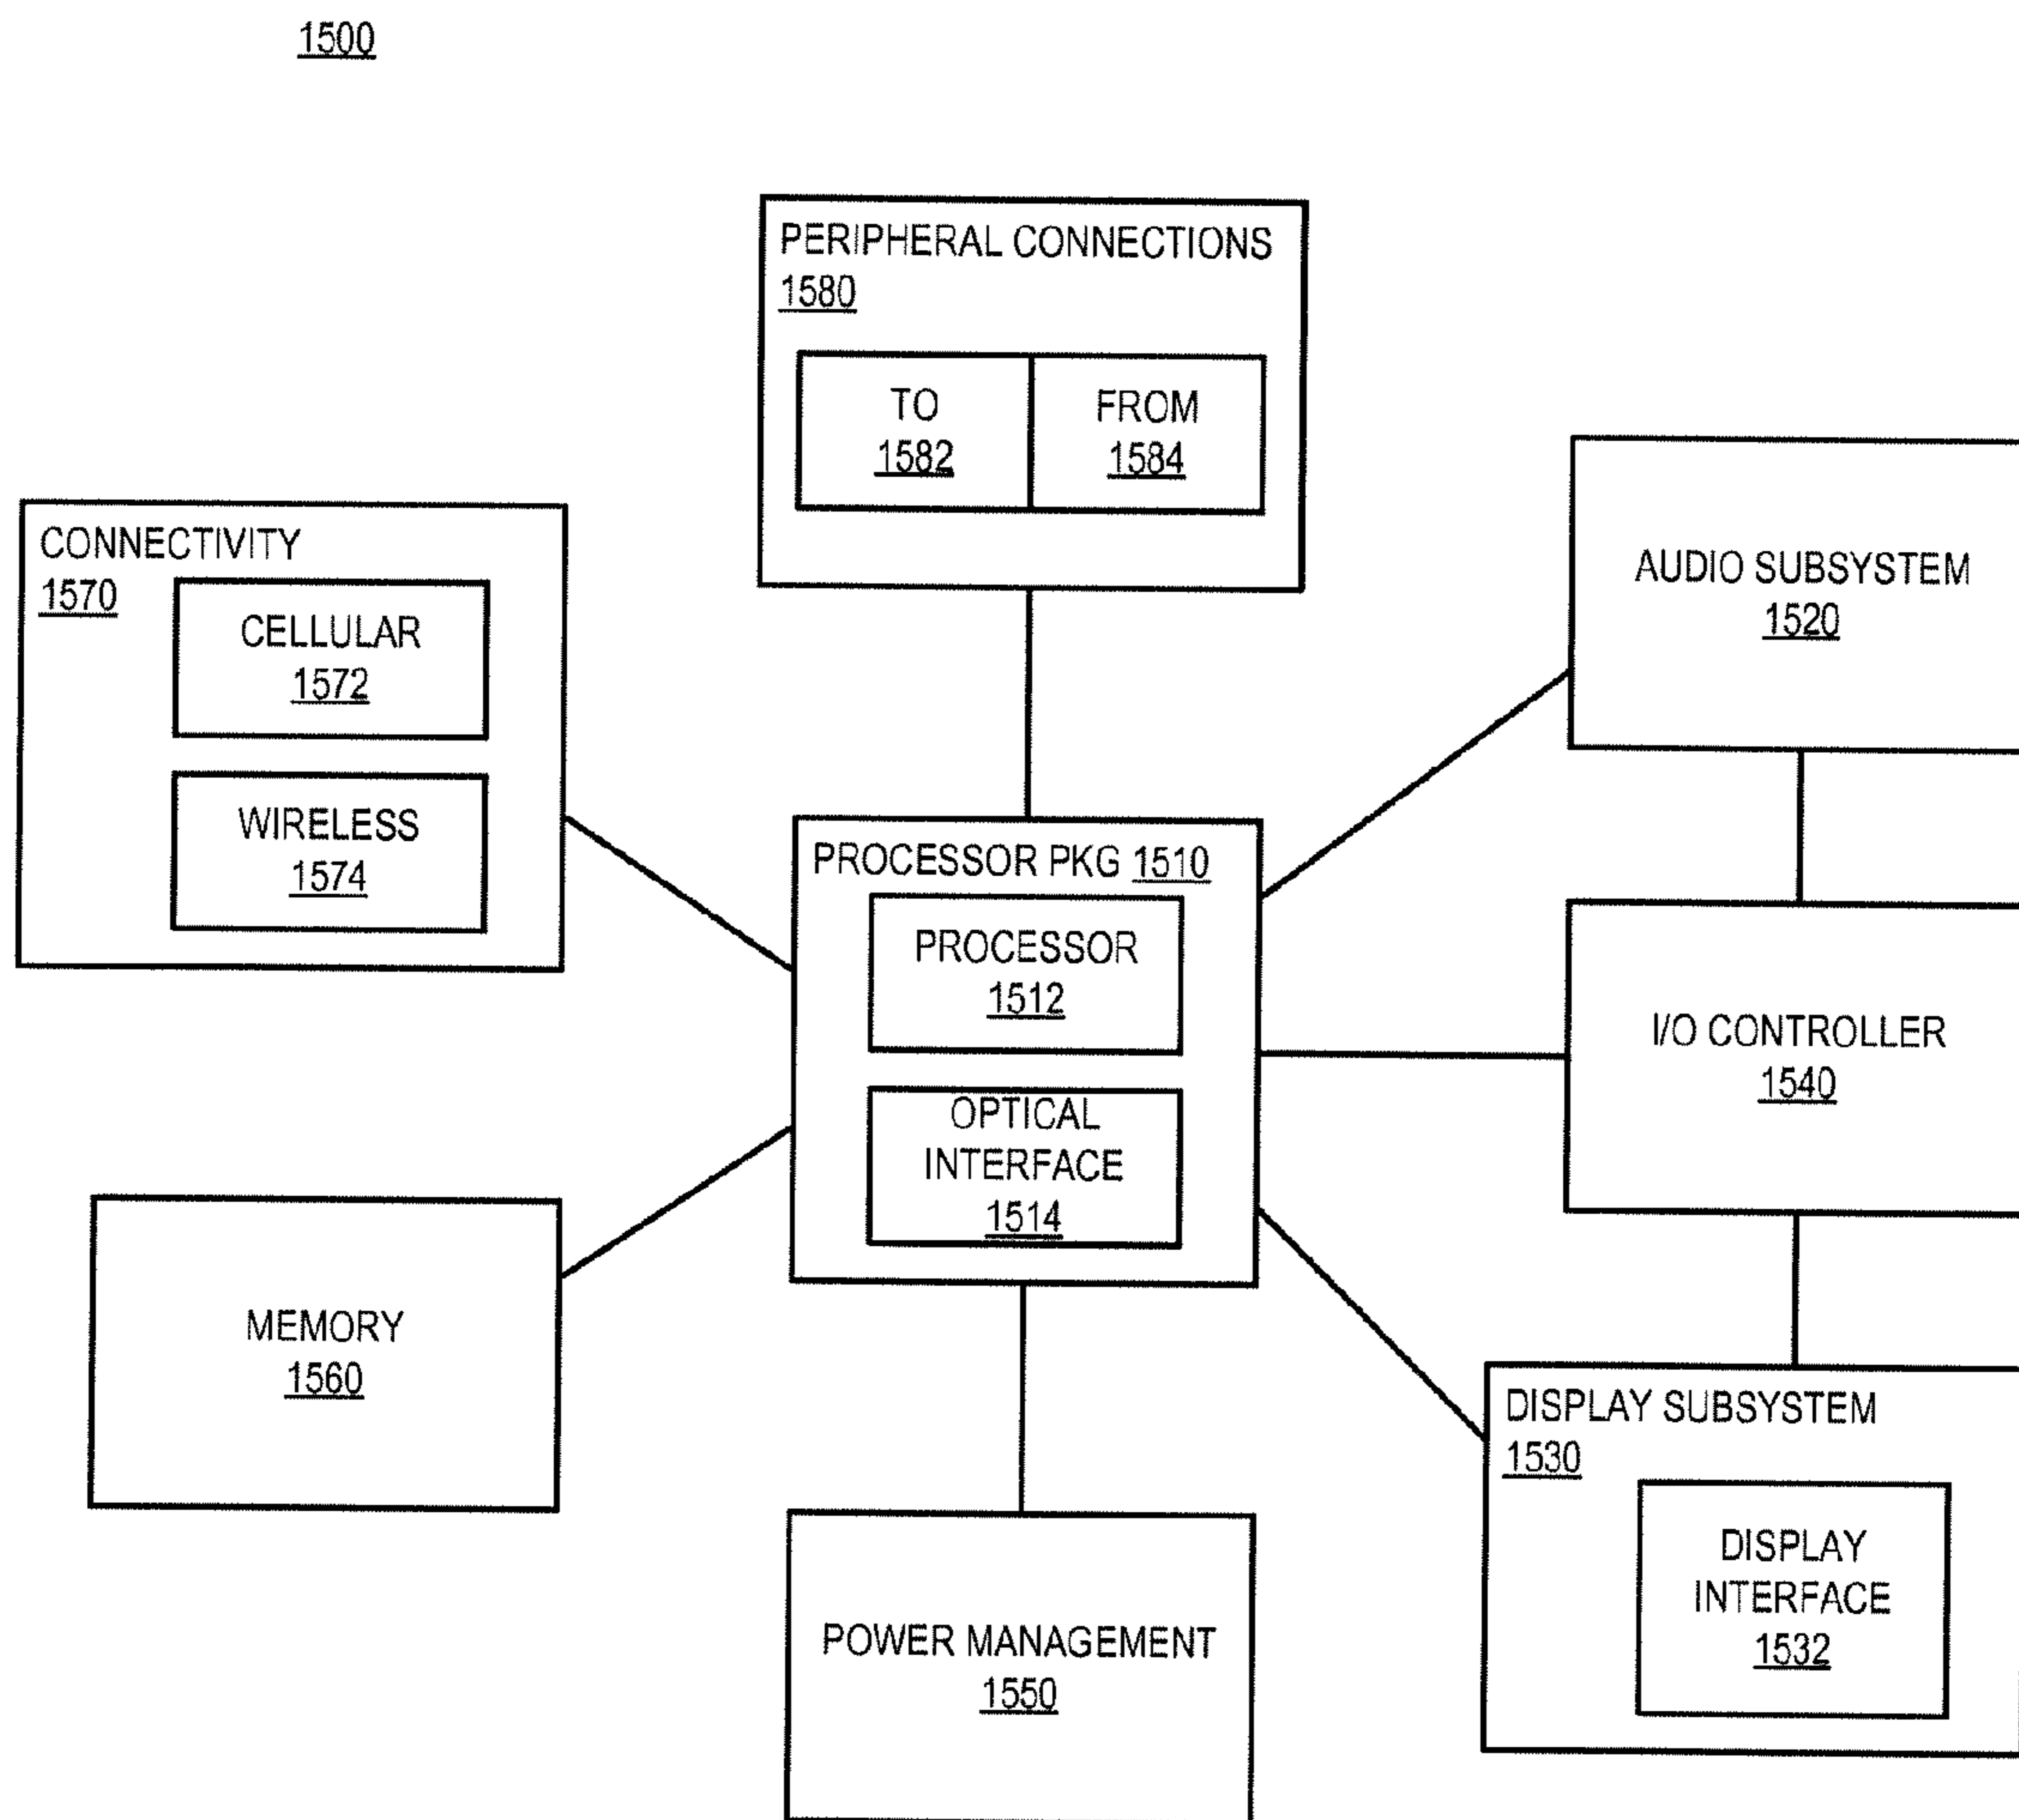 1500
PERIPHERAL CONNECTIONS
1580
TO
1582
FROM
1584
CONNECTIVITY
1570
CELLULAR
1572
WIRELESS
1574
AUDIO SUBSYSTEM
1520
PROCESSOR PKG 1510
PROCESSOR
1512
OPTICAL
INTERFACE
1514
I/O CONTROLLER
1540
MEMORY
1560
DISPLAY SUBSYSTEM
1530
DISPLAY
INTERFACE
1532
POWER MANAGEMENT
1550